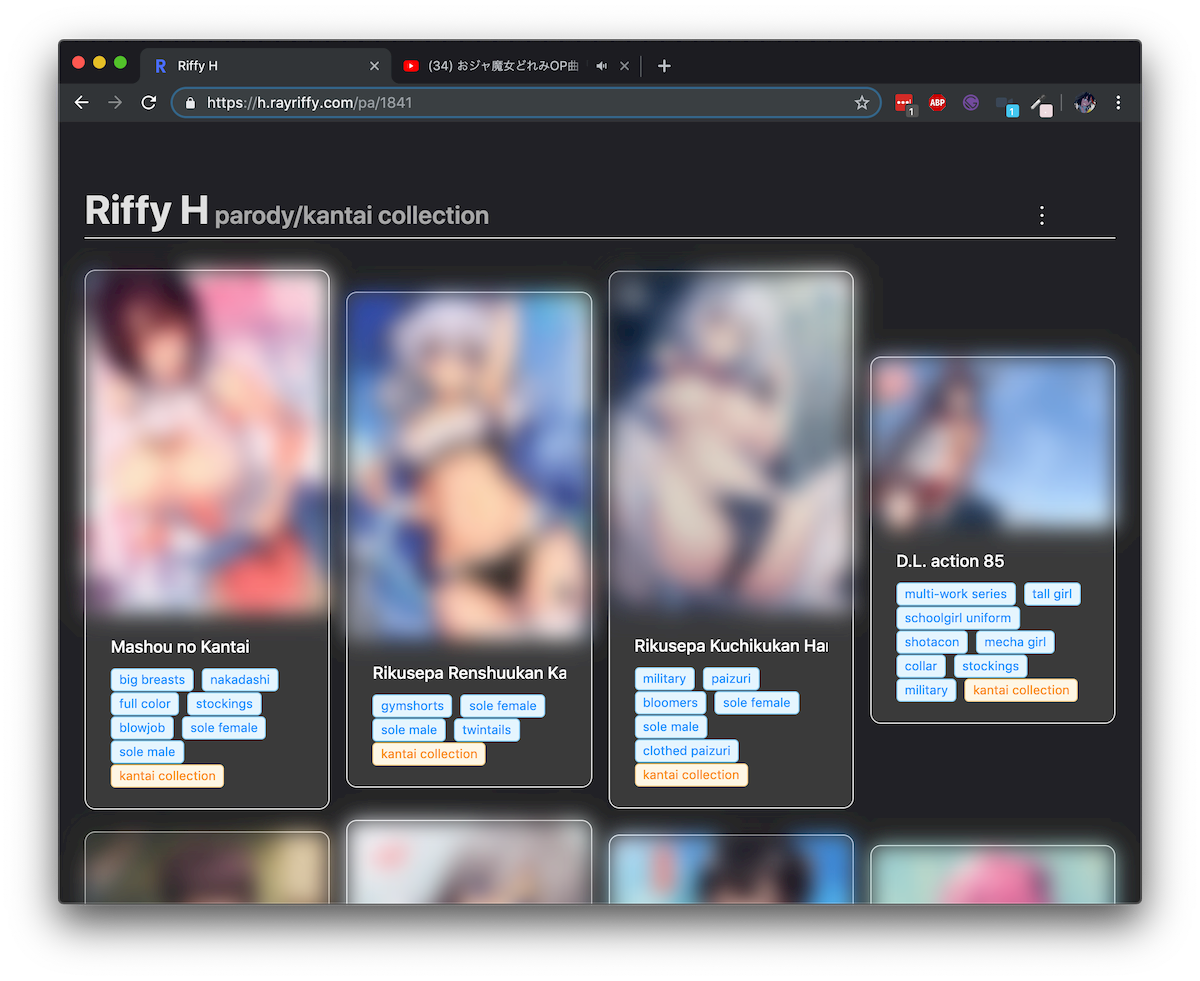 Riffy H
(34) おジャ魔女どれみOP曲
https://h.rayriffy.com/pa/1841
1
ABP
1
Riffy H parody/kantai collection
Mashou no Kantai
big breasts nakadashi
full color stockings
blowjob sole female
sole male
kantai collection
Rikusepa Renshuukan Ka
gymshorts sole female
sole male twintails
kantai collection
Rikusepa Kuchikukan Ha
military paizuri
bloomers sole female
sole male
clothed paizuri
kantai collection
D.L. action 85
multi-work series tall girl
schoolgirl uniform
shotacon mecha girl
collar stockings
military kantai collection